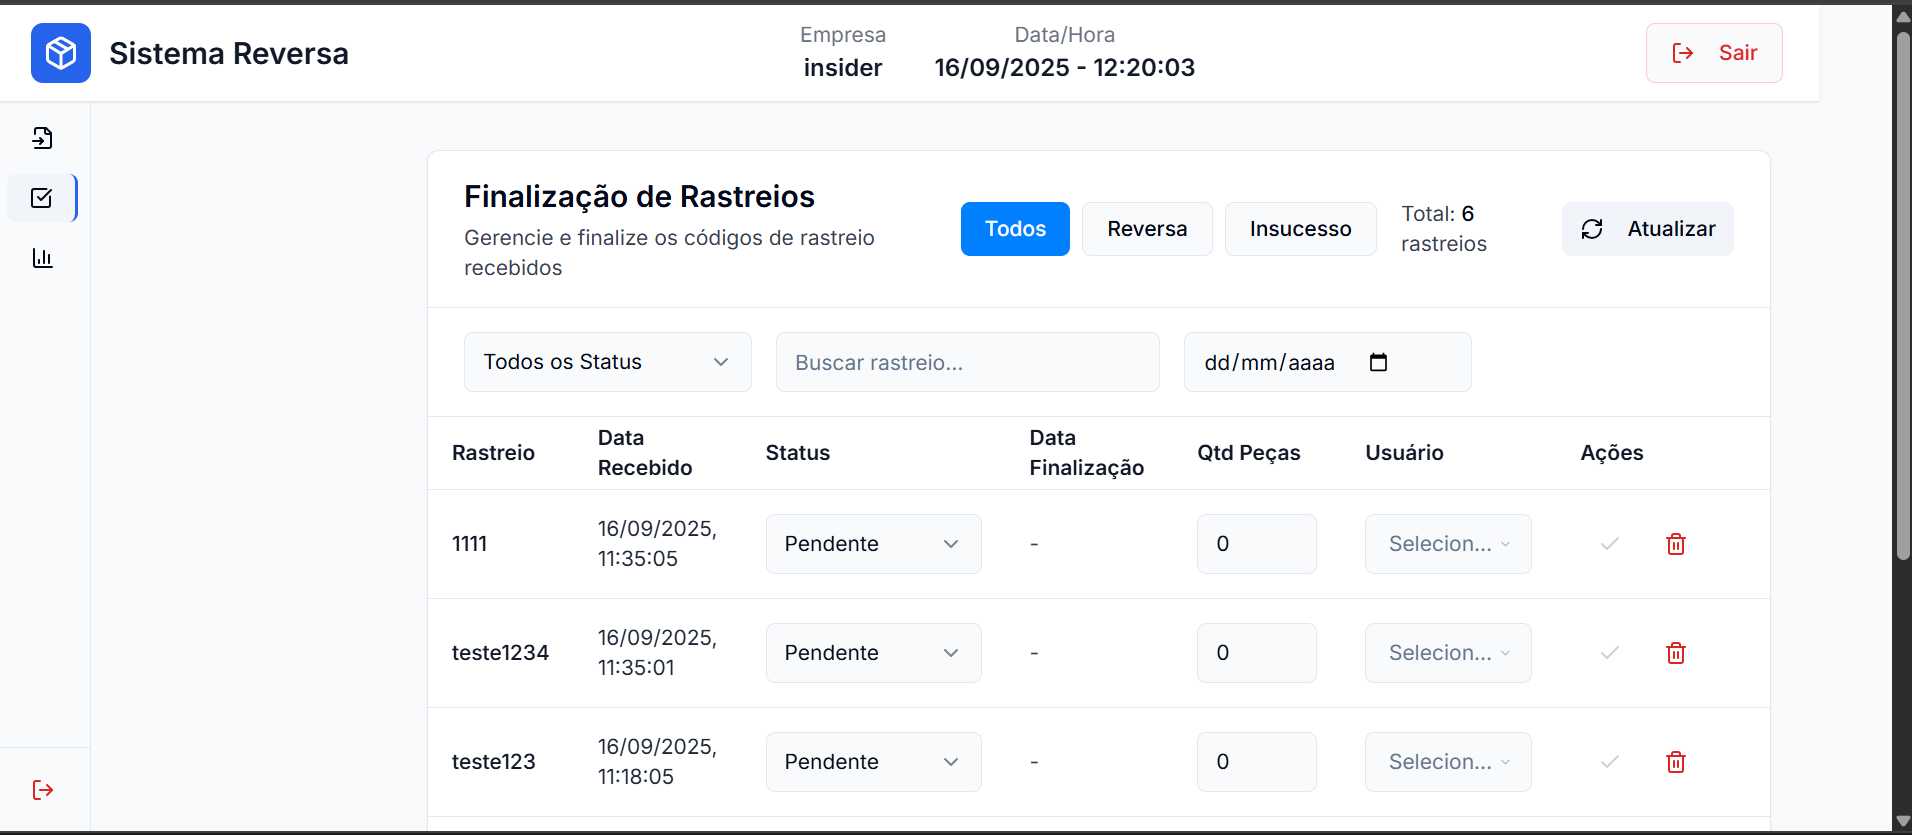 Sistema Reversa
Empresa
insider
Data/Hora
16/09/2025 - 12:20:03
Sair
Finalização de Rastreios
Gerencie e finalize os códigos de rastreio
recebidos
Todos
Reversa
Insucesso
Total: 6
rastreios
Atualizar
Todos os Status
Buscar rastreio...
dd/mm/aaaa
Rastreio
Data
Recebido
Status
Data
Finalização
Qtd Peças
Usuário
Ações
1111
16/09/2025,
11:35:05
Pendente
-
0
Selecion...
teste1234
16/09/2025,
11:35:01
Pendente
-
0
Selecion...
teste123
16/09/2025,
11:18:05
Pendente
-
0
Selecion...